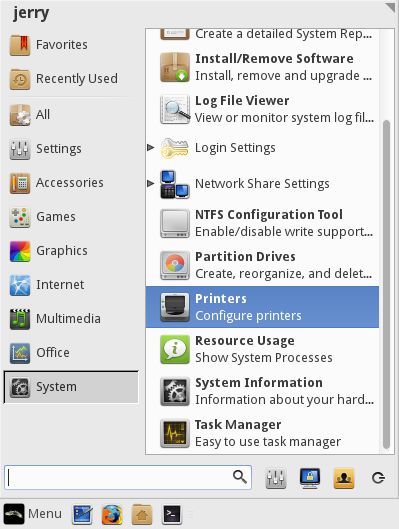 jerry
Favorites
Recently Used
All
Settings
Accessories
Games
Graphics
Internet
Multimedia
Office
System
Create a detailed System Rep...
Install/Remove Software
Install, remove and upgrade ...
Log File Viewer
View or monitor system log fil...
Login Settings
Network Share Settings
NTFS Configuration Tool
Enable/disable write support...
Partition Drives
Create, reorganize, and delet...
Printers
Configure printers
Resource Usage
Show System Processes
System Information
Information about your hard...
Task Manager
Easy to use task manager
Menu